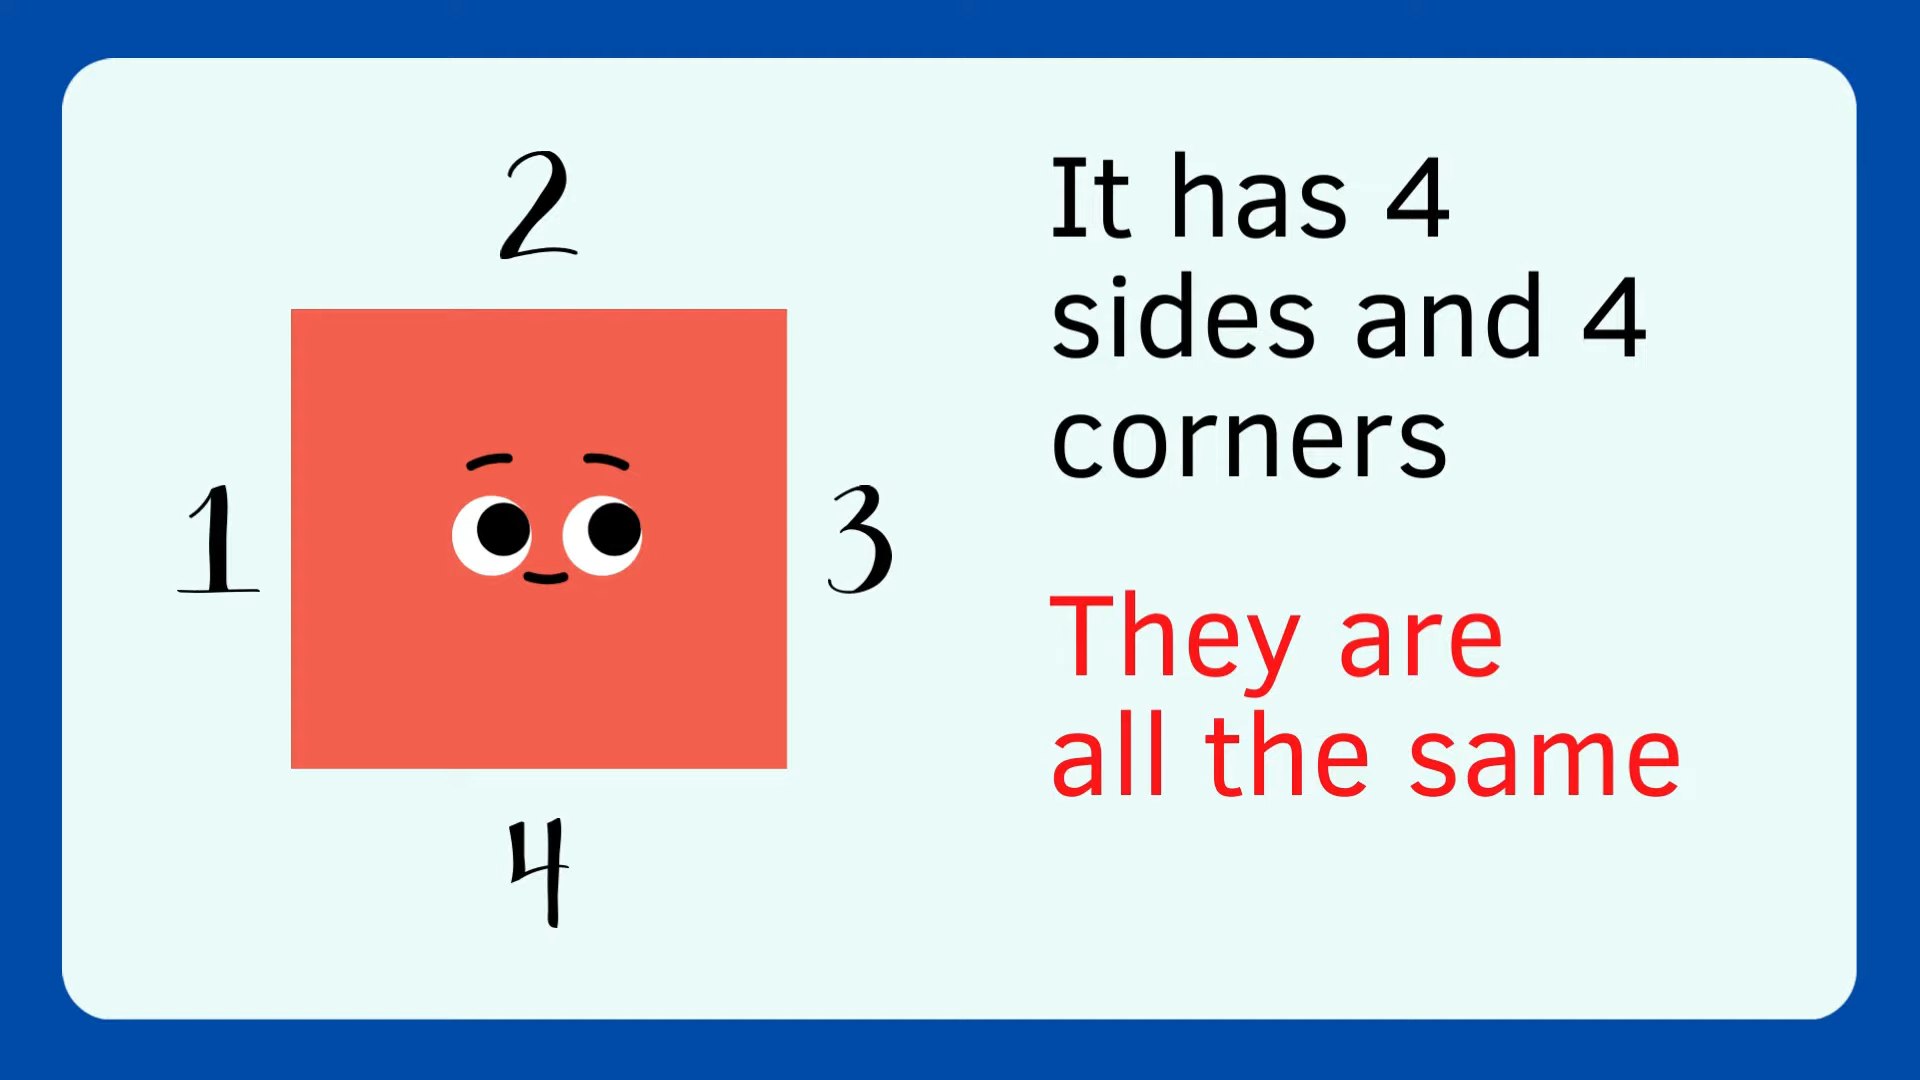 2
1
3
4
It has 4
sides and 4
corners
They are
all the same